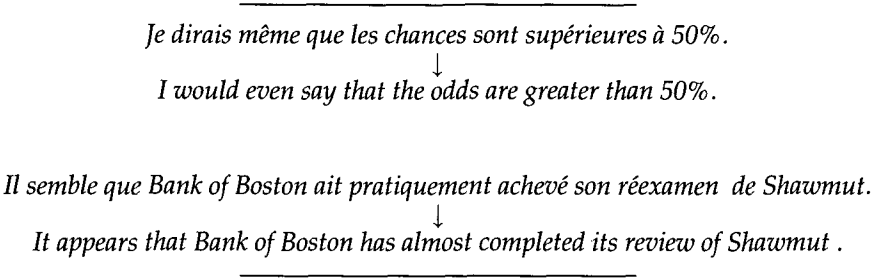 Je dirais même que les chances sont supérieures à 50%.
↓
I would even say that the odds are greater than 50%.
Il semble que Bank of Boston ait pratiquement achevé son réexamen de Shawmut.
↓
It appears that Bank of Boston has almost completed its review of Shawmut .